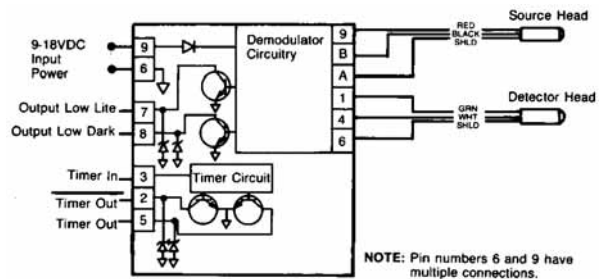 9-18VDC
Input
Power
9
6
Output Low Lite
7
Output Low Dark
8
Timer In
3
Timer Out
2
Timer Out
5
Demodulator
Circuitry
Timer Circuit
9
B
A
1
4
6
RED
BLACK
SHLD
Source Head
GRN
WHT
SHLD
Detector Head
NOTE: Pin numbers 6 and 9 have
multiple connections.